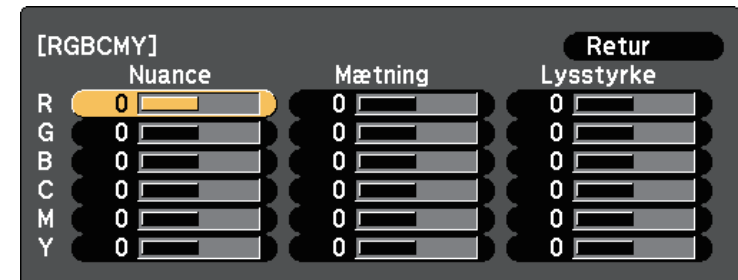 [RGBCMY] Retur
Nuance Mætning Lysstyrke
R 0 0 0
G 0 0 0
B 0 0 0
C 0 0 0
M 0 0 0
Y 0 0 0